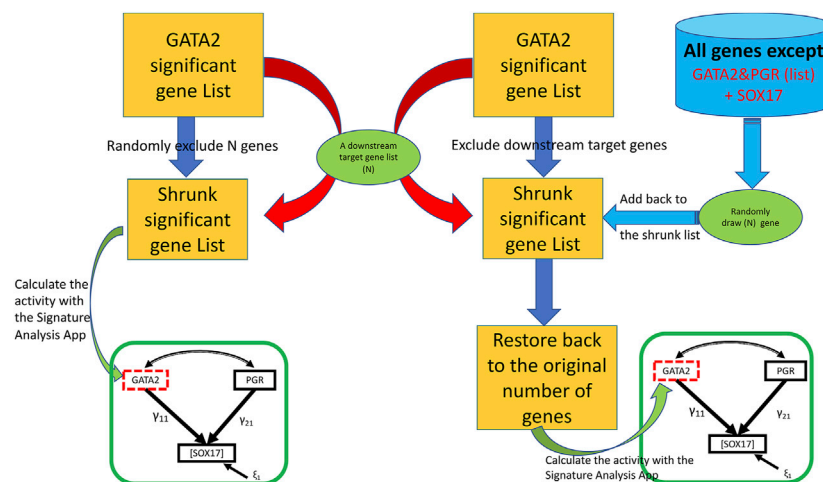 GATA2
significant
gene List
Randomly exclude N genes
Shrunk
significant
gene List
Calculate the
activity with
the Signature
Analysis App
GATA2
PGR
γ11
γ21
[SOX17]
ξ1
A downstream
target gene list
(N)
GATA2
significant
gene List
Exclude downstream target genes
Shrunk
significant
gene List
All genes except
GATA2&PGR (list)
+ SOX17
Randomly
draw (N) gene
Add back to
the shrunk list
Restore back
to the original
number of
genes
Calculate the activity with the
Signature Analysis App
GATA2
PGR
γ11
γ21
[SOX17]
ξ1